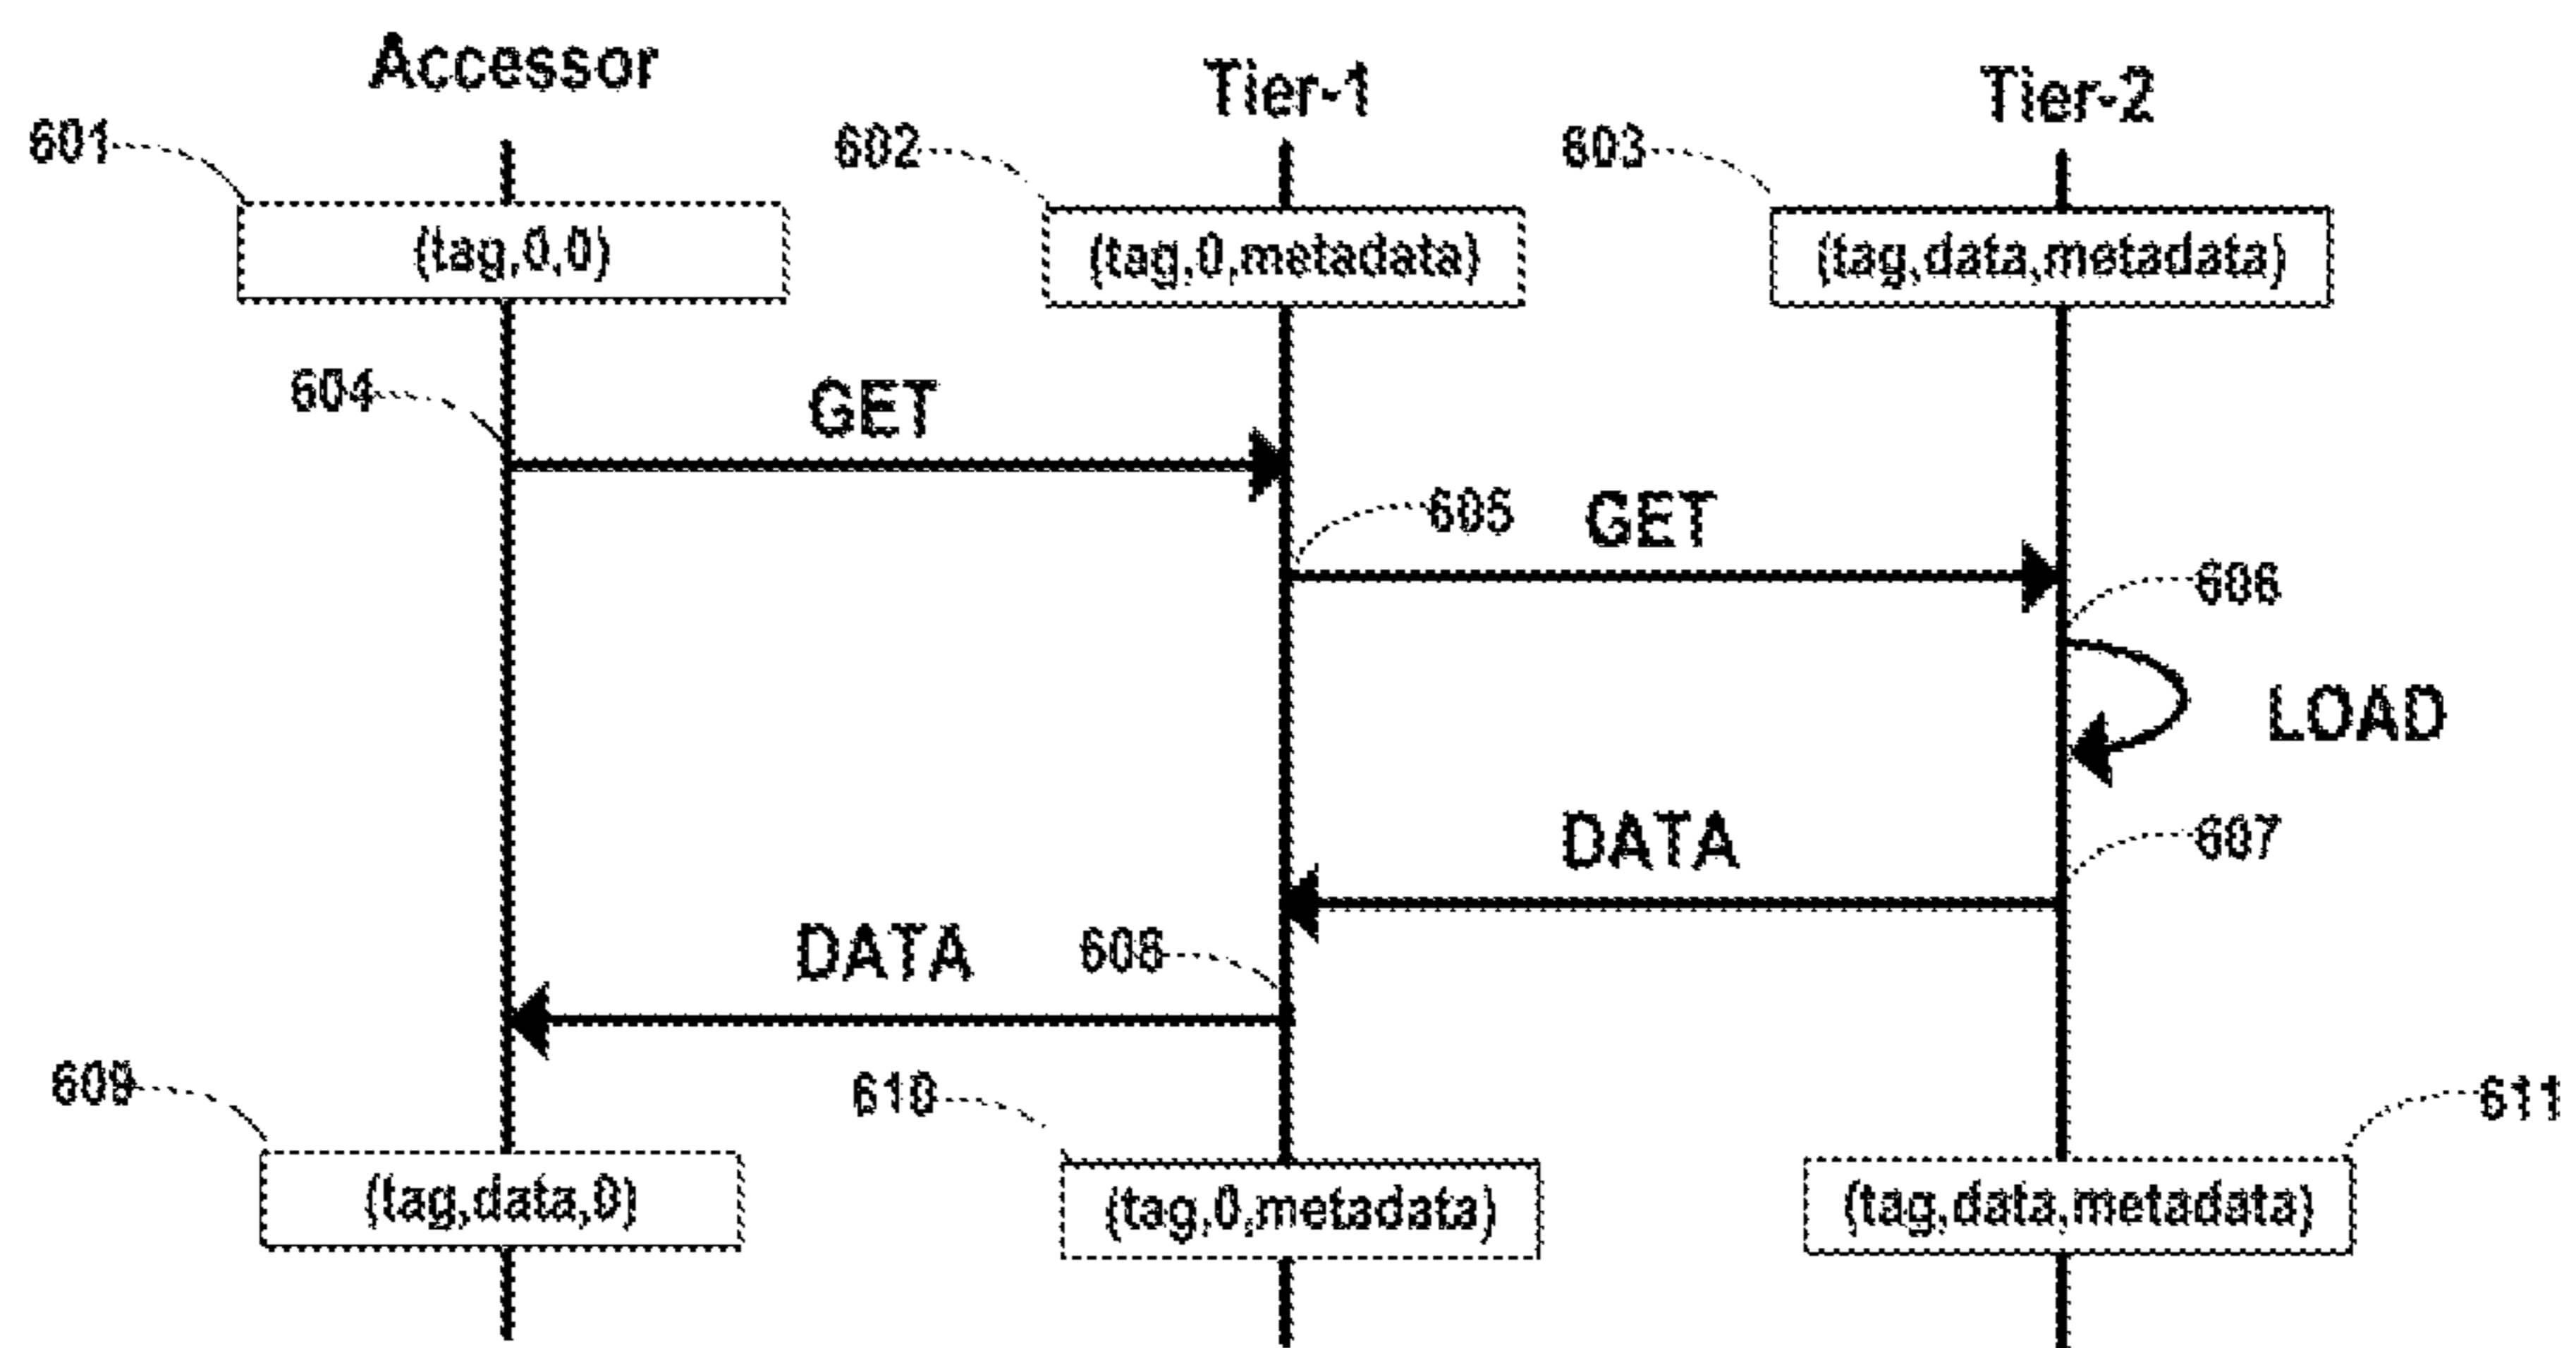 Accessor
Tier-1
Tier-2
601
602
603
(tag,0,0)
(tag,0,metadata)
(tag,data,metadata)
604
GET
605
GET
606
LOAD
DATA
607
DATA
608
609
610
611
(tag,data,0)
(tag,0,metadata)
(tag,data,metadata)